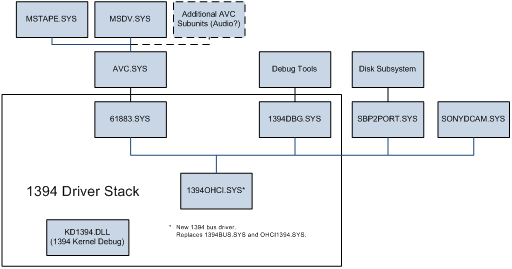 MSTAPE.SYS
MSDV.SYS
Additional AVC
Subunits (Audio?)
AVC.SYS
Debug Tools
Disk Subsystem
61883.SYS
1394DBG.SYS
SBP2PORT.SYS
SONYDCAM.SYS
1394 Driver Stack
1394OHCI.SYS*
KD1394.DLL
(1394 Kernel Debug)
* New 1394 bus driver.
Replaces 1394BUS.SYS and OHCI1394.SYS.